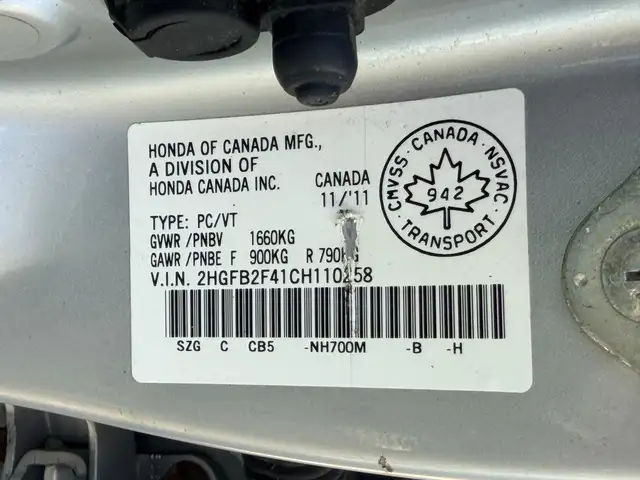 HONDA OF CANADA MFG.,
A DIVISION OF
HONDA CANADA INC.
CANADA
11/'11
CMVSS · CANADA · NSVAC
942
· TRANSPORT ·
TYPE: PC/VT
GVWR/PNBV 1660KG
GAWR/PNBE F 900KG R 790KG
V.I.N. 2HGFB2F41CH110258
SZG C CB5 -NH700M -B -H